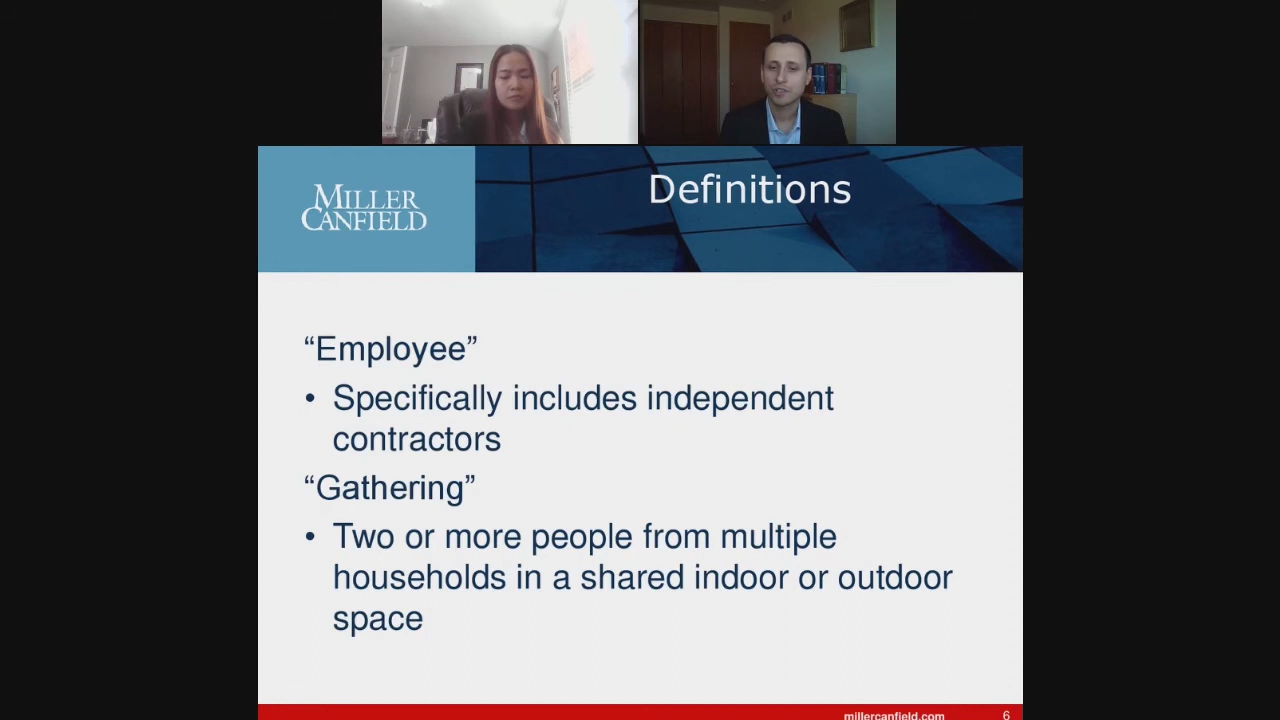 MILLER
CANFIELD
Definitions
“Employee”
• Specifically includes independent
contractors
“Gathering”
• Two or more people from multiple
households in a shared indoor or outdoor
space
millercanfield.com
6